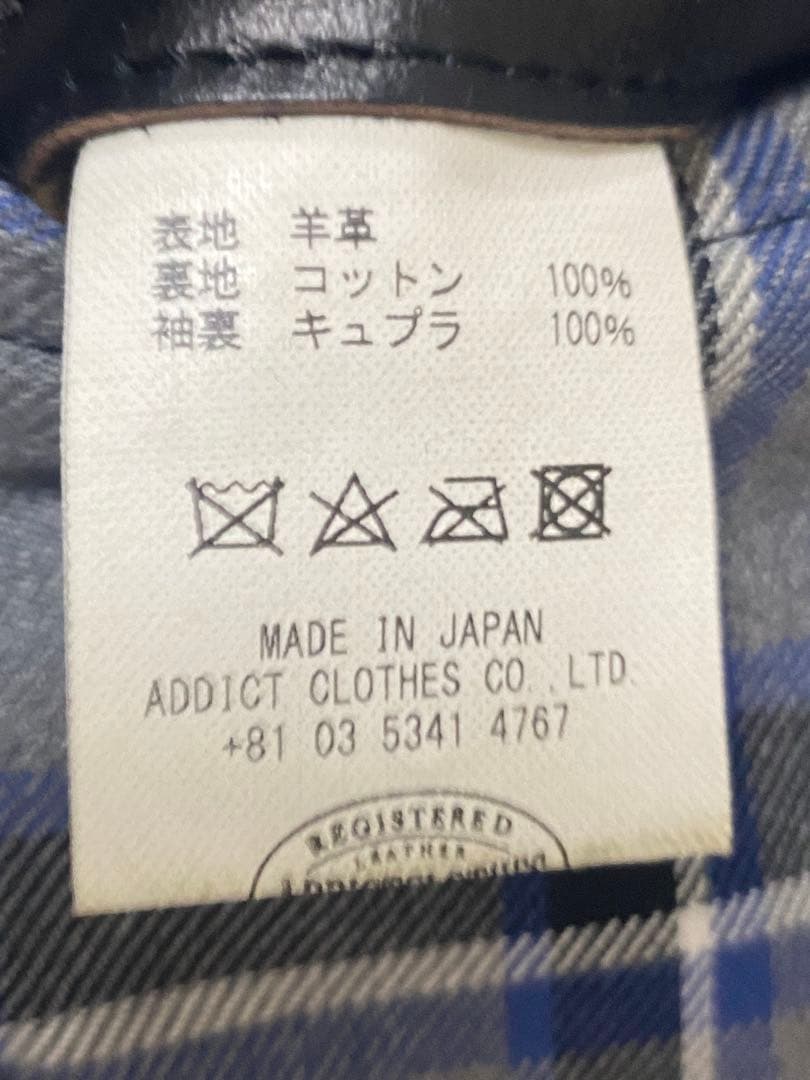 表地 羊革
裏地 コットン 100%
袖裏 キュプラ 100%
MADE IN JAPAN
ADDICT CLOTHES CO.,LTD.
+81 03 5341 4767
REGISTERED
LEATHER